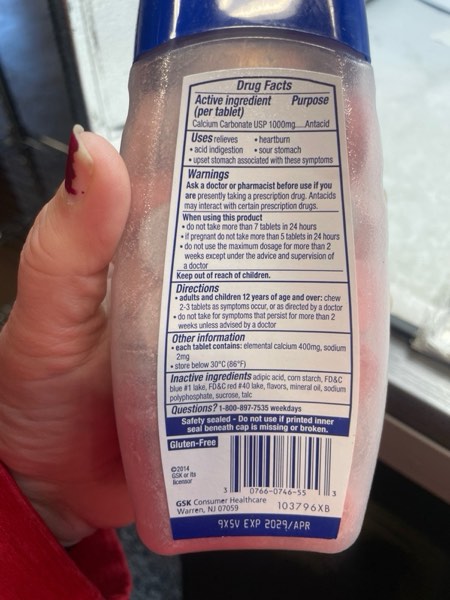 Drug Facts
Active ingredient Purpose
(per tablet)
Calcium Carbonate USP 1000mg.....Antacid
Uses relieves • heartburn
• acid indigestion • sour stomach
• upset stomach associated with these symptoms
Warnings
Ask a doctor or pharmacist before use if you
are presently taking a prescription drug. Antacids
may interact with certain prescription drugs.
When using this product
• do not take more than 7 tablets in 24 hours
• if pregnant do not take more than 5 tablets in 24 hours
• do not use the maximum dosage for more than 2
weeks except under the advice and supervision of
a doctor
Keep out of reach of children.
Directions
• adults and children 12 years of age and over: chew
2-3 tablets as symptoms occur, or as directed by a doctor
• do not take for symptoms that persist for more than 2
weeks unless advised by a doctor
Other information
• each tablet contains: elemental calcium 400mg, sodium
2mg
• store below 30°C (86°F)
Inactive ingredients adipic acid, corn starch, FD&C
blue #1 lake, FD&C red #40 lake, flavors, mineral oil, sodium
polyphosphate, sucrose, talc
Questions? 1-800-897-7535 weekdays
Safety sealed - Do not use if printed inner
seal beneath cap is missing or broken.
Gluten-Free
©2014
GSK or its
licensor
3 0766-0746-55 3
GSK Consumer Healthcare
Warren, NJ 07059
103796XB
9X5V EXP 2029/APR